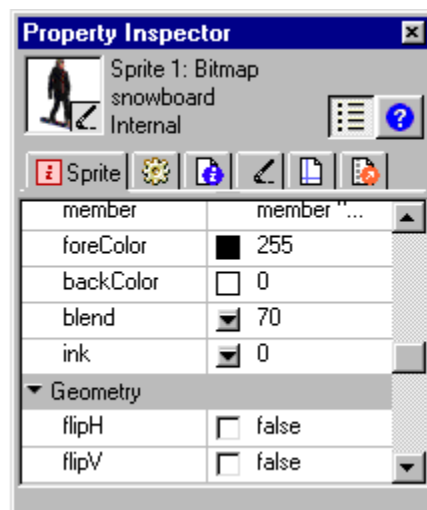 Property Inspector
Sprite 1: Bitmap
snowboard
Internal
Sprite
member member "...
foreColor 255
backColor 0
blend 70
ink 0
Geometry
flipH false
flipV false